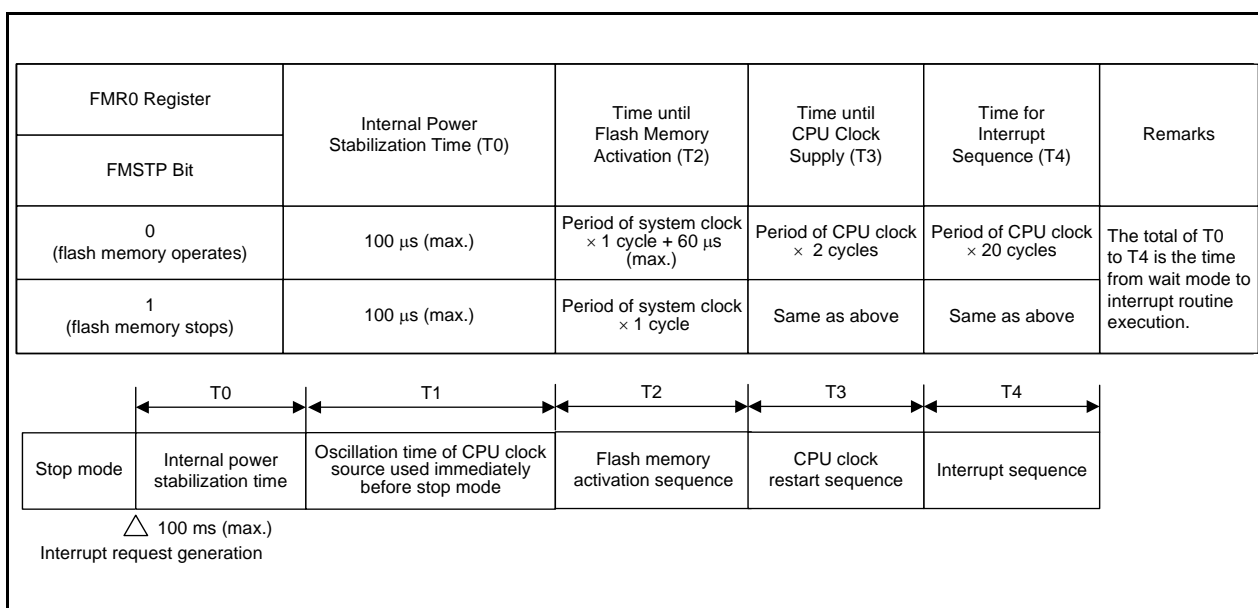 FMR0 Register
FMSTP Bit
Internal Power
Stabilization Time (T0)
Time until
Flash Memory
Activation (T2)
Time until
CPU Clock
Supply (T3)
Time for
Interrupt
Sequence (T4)
Remarks
0
(flash memory operates)
100 μs (max.)
Period of system clock
× 1 cycle + 60 μs
(max.)
Period of CPU clock
× 2 cycles
Period of CPU clock
× 20 cycles
The total of T0
to T4 is the time
from wait mode to
interrupt routine
execution.
1
(flash memory stops)
100 μs (max.)
Period of system clock
× 1 cycle
Same as above
Same as above
T0
T1
T2
T3
T4
Stop mode
Internal power
stabilization time
Oscillation time of CPU clock
source used immediately
before stop mode
Flash memory
activation sequence
CPU clock
restart sequence
Interrupt sequence
100 ms (max.)
Interrupt request generation